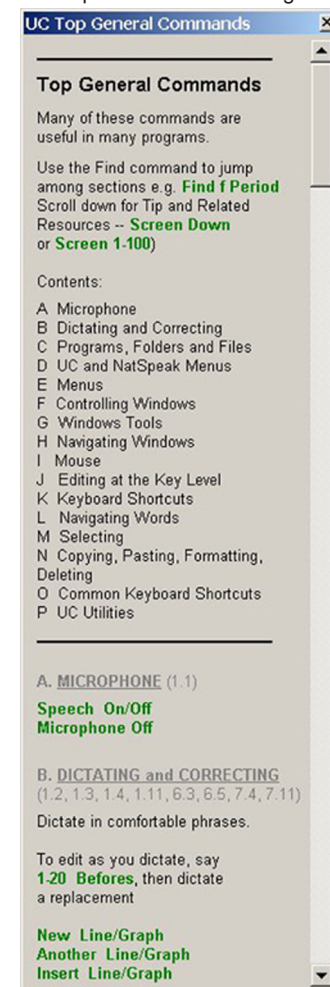 UC Top General Commands
Top General Commands
Many of these commands are
useful in many programs.
Use the Find command to jump
among sections e.g. Find f Period
Scroll down for Tip and Related
Resources -- Screen Down
or Screen 1-100)
Contents:
A Microphone
B Dictating and Correcting
C Programs, Folders and Files
D UC and NatSpeak Menus
E Menus
F Controlling Windows
G Windows Tools
H Navigating Windows
I Mouse
J Editing at the Key Level
K Keyboard Shortcuts
L Navigating Words
M Selecting
N Copying, Pasting, Formatting,
Deleting
O Common Keyboard Shortcuts
P UC Utilities
A. MICROPHONE (1.1)
Speech On/Off
Microphone Off
B. DICTATING and CORRECTING
(1.2, 1.3, 1.4, 1.11, 6.3, 6.5, 7.4, 7.11)
Dictate in comfortable phrases.
To edit as you dictate, say
1-20 Befores, then dictate
a replacement
New Line/Graph
Another Line/Graph
Insert Line/Graph